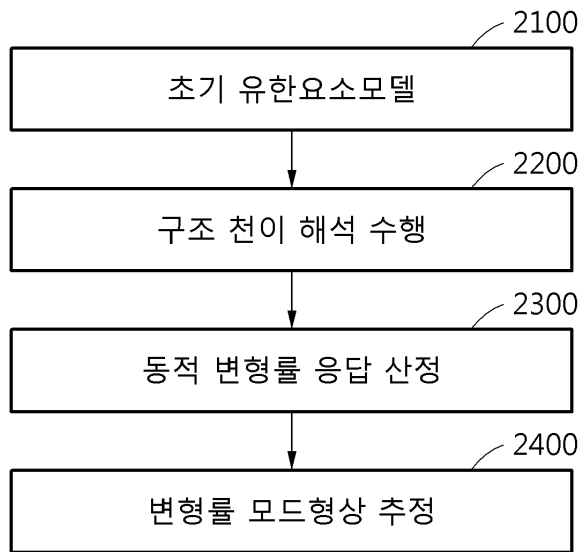 2100
초기 유한요소모델
2200
구조 천이 해석 수행
2300
동적 변형률 응답 산정
2400
변형률 모드형상 추정